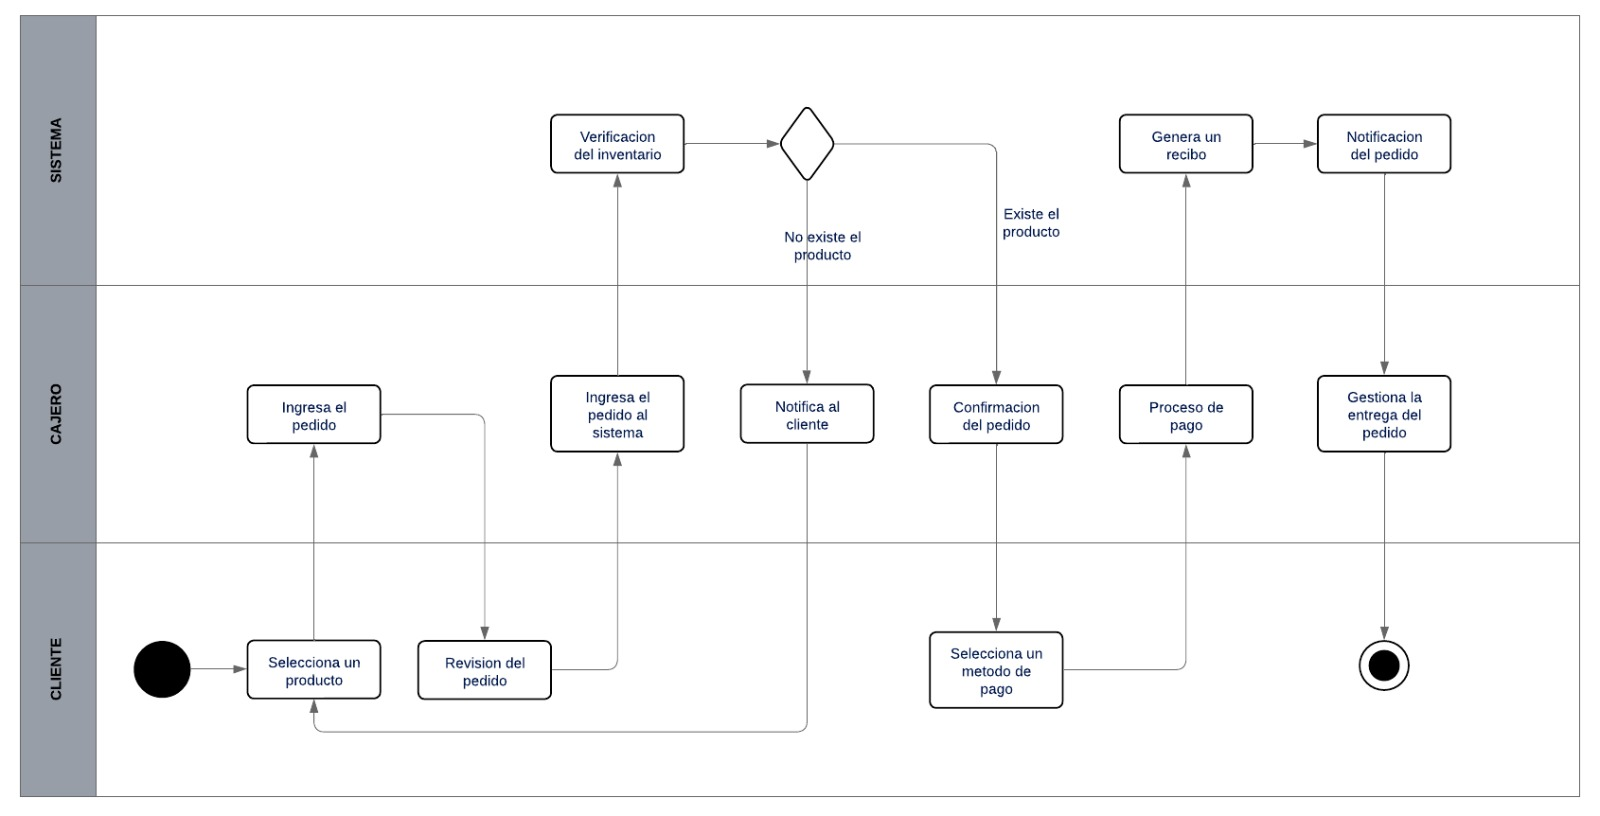 SISTEMA
Verificacion
del inventario
Genera un
recibo
Notificacion
del pedido
No existe el
producto
Existe el
producto
CAJERO
Ingresa el
pedido
Ingresa el
pedido al
sistema
Notifica al
cliente
Confirmacion
del pedido
Proceso de
pago
Gestiona la
entrega del
pedido
CLIENTE
Selecciona un
producto
Revision del
pedido
Selecciona un
metodo de
pago